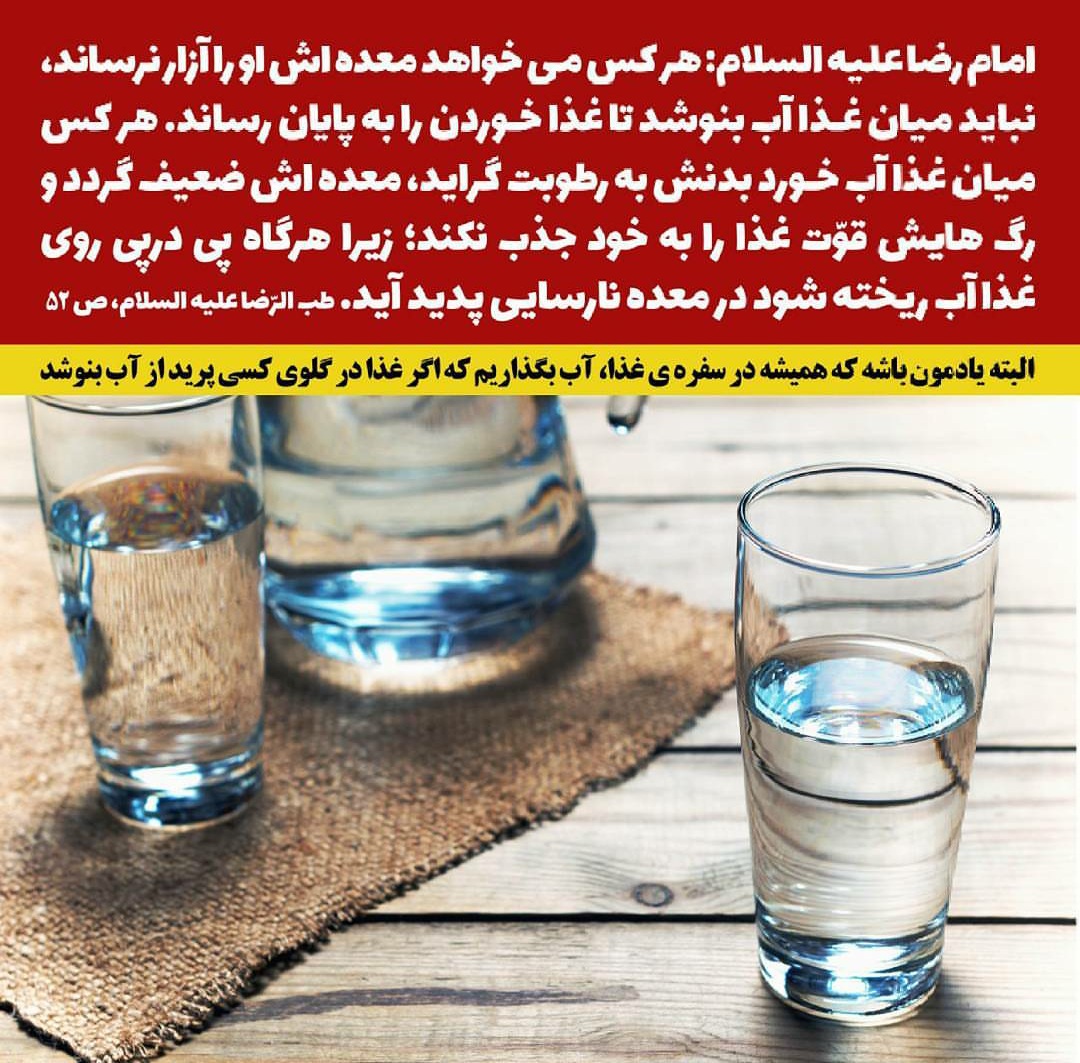 امام رضا علیه السلام: هر کس می خواهد معده اش او را آزار نرساند،
نباید میان غذا آب بنوشد تا غذا خوردن را به پایان رساند. هر کس
میان غذا آب خورد بدنش به رطوبت گراید، معده اش ضعیف گردد و
رگ هایش قوّت غذا را به خود جذب نکند؛ زیرا هرگاه پی درپی روی
غذا آب ریخته شود در معده نارسایی پدید آید. طب الرّضا علیه السلام، ص ۵۲
البته یادمون باشه که همیشه در سفره ی غذا، آب بگذاریم که اگر غذا در گلوی کسی پرید از آب بنوشد